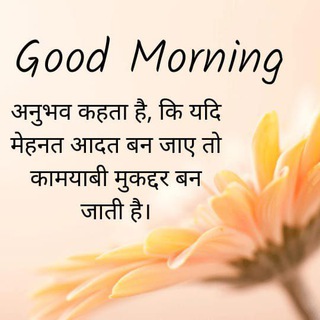 Good Morning
अनुभव कहता है, कि यदि
मेहनत आदत बन जाए तो
कामयाबी मुकद्दर बन
जाती है।